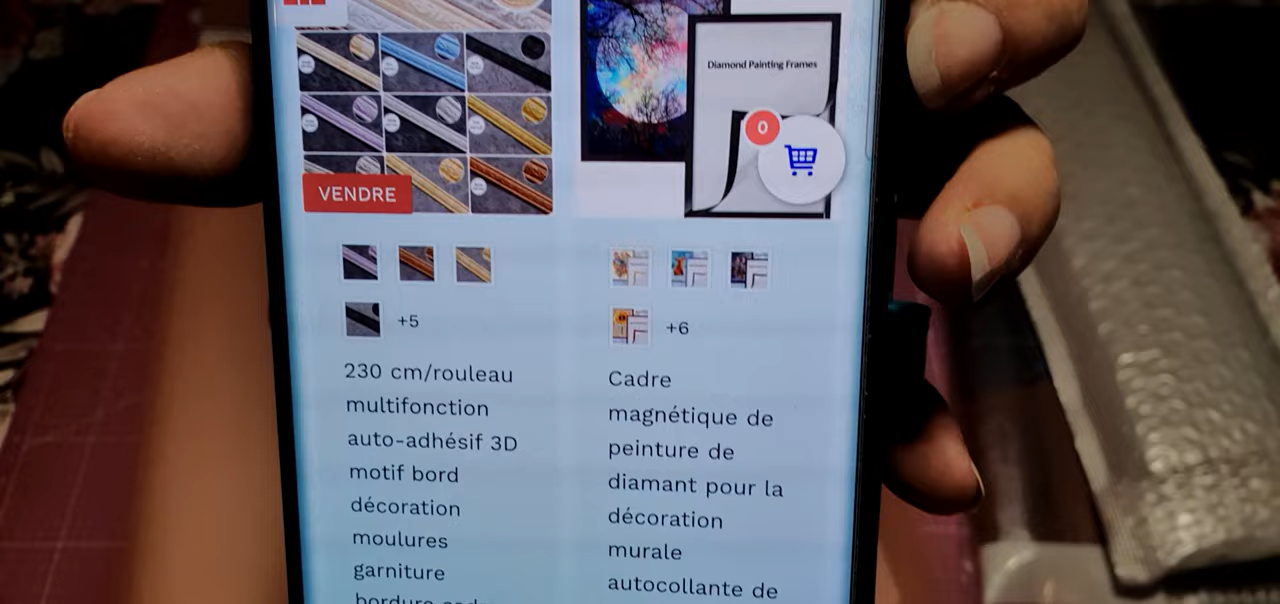 Diamond Painting Frames
0
VENDRE
+5
230 cm/rouleau
multifonction
auto-adhésif 3D
motif bord
décoration
moulures
garniture
+6
Cadre
magnétique de
peinture de
diamant pour la
décoration
murale
autocollante de